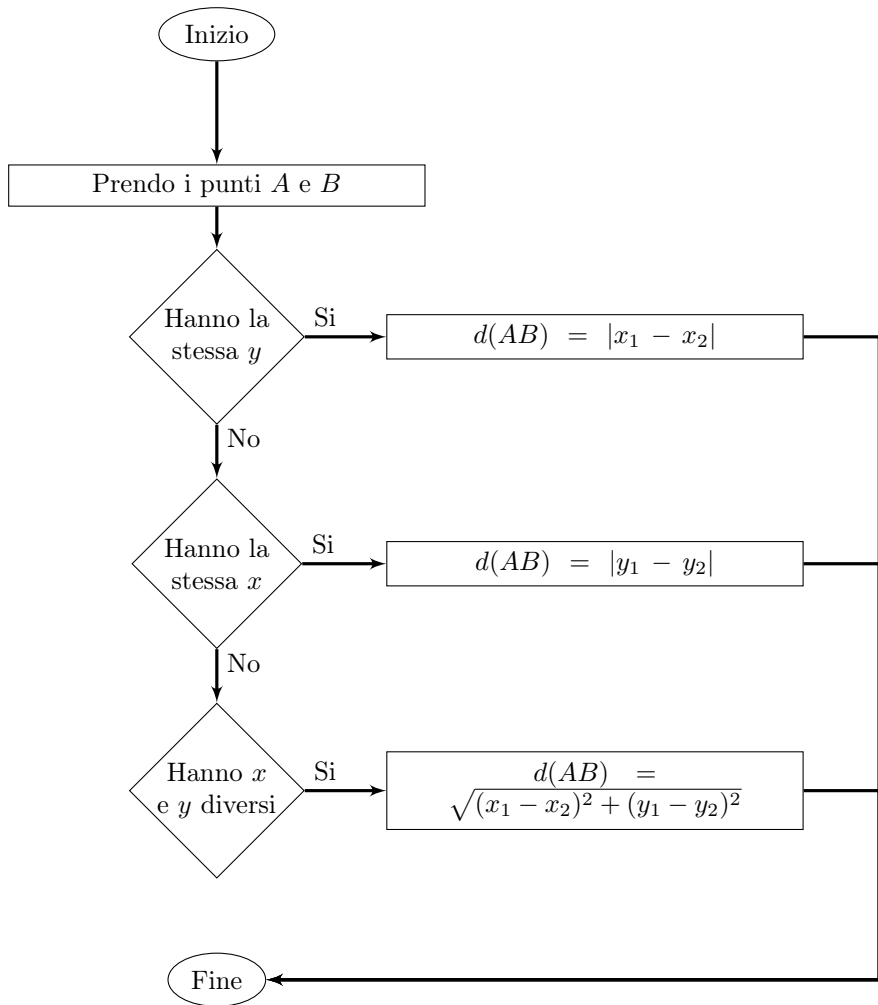 Inizio
Prendo i punti A e B
Hanno la
stessa y
Si
d(AB) = |x₁ − x₂|
No
Hanno la
stessa x
Si
d(AB) = |y₁ − y₂|
No
Hanno x
e y diversi
Si
d(AB) =
√(x₁ − x₂)² + (y₁ − y₂)²
Fine